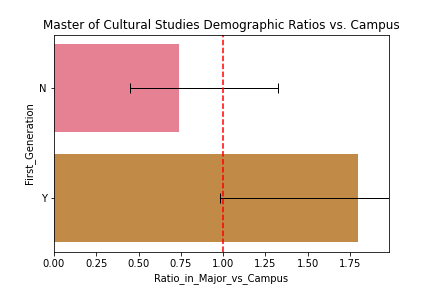 Master of Cultural Studies Demographic Ratios vs. Campus
First_Generation
N
Y
0.00 0.25 0.50 0.75 1.00 1.25 1.50 1.75
Ratio_in_Major_vs_Campus